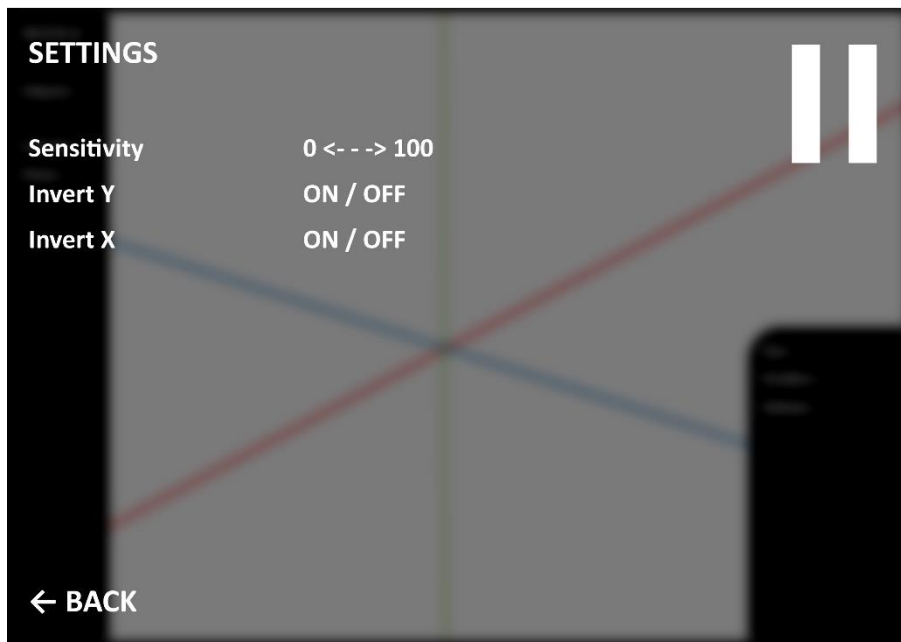 SETTINGS
Sensitivity 0 <- - -> 100
Invert Y ON / OFF
Invert X ON / OFF
← BACK